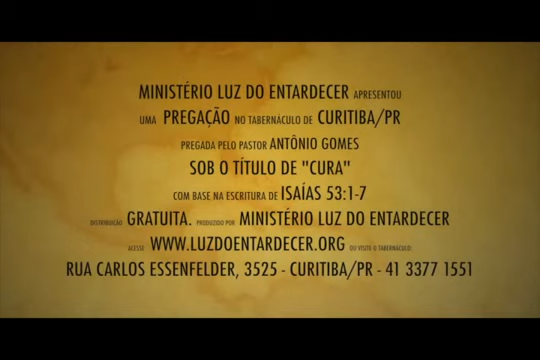 MINISTÉRIO LUZ DO ENTARDECER APRESENTOU
UMA PREGAÇÃO NO TABERNÁCULO DE CURITIBA/PR
PREGADA PELO PASTOR ANTÔNIO GOMES
SOB O TÍTULO DE "CURA"
COM BASE NA ESCRITURA DE ISAÍAS 53:1-7
DISTRIBUIÇÃO GRATUITA. PRODUZIDO POR MINISTÉRIO LUZ DO ENTARDECER
ACESSE WWW.LUZDOENTARDECER.ORG OU VISITE O TABERNÁCULO:
RUA CARLOS ESSENFELDER, 3525 - CURITIBA/PR - 41 3377 1551